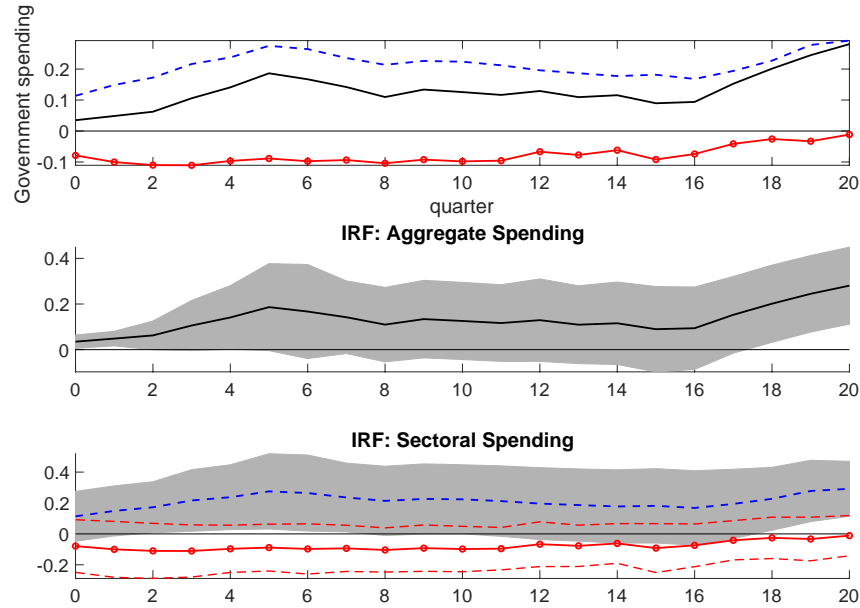 Government spending
0.2
0.1
0
-0.1
0 2 4 6 8 10 12 14 16 18 20
quarter
IRF: Aggregate Spending
0.4
0.2
0
0 2 4 6 8 10 12 14 16 18 20
IRF: Sectoral Spending
0.4
0.2
0
-0.2
0 2 4 6 8 10 12 14 16 18 20